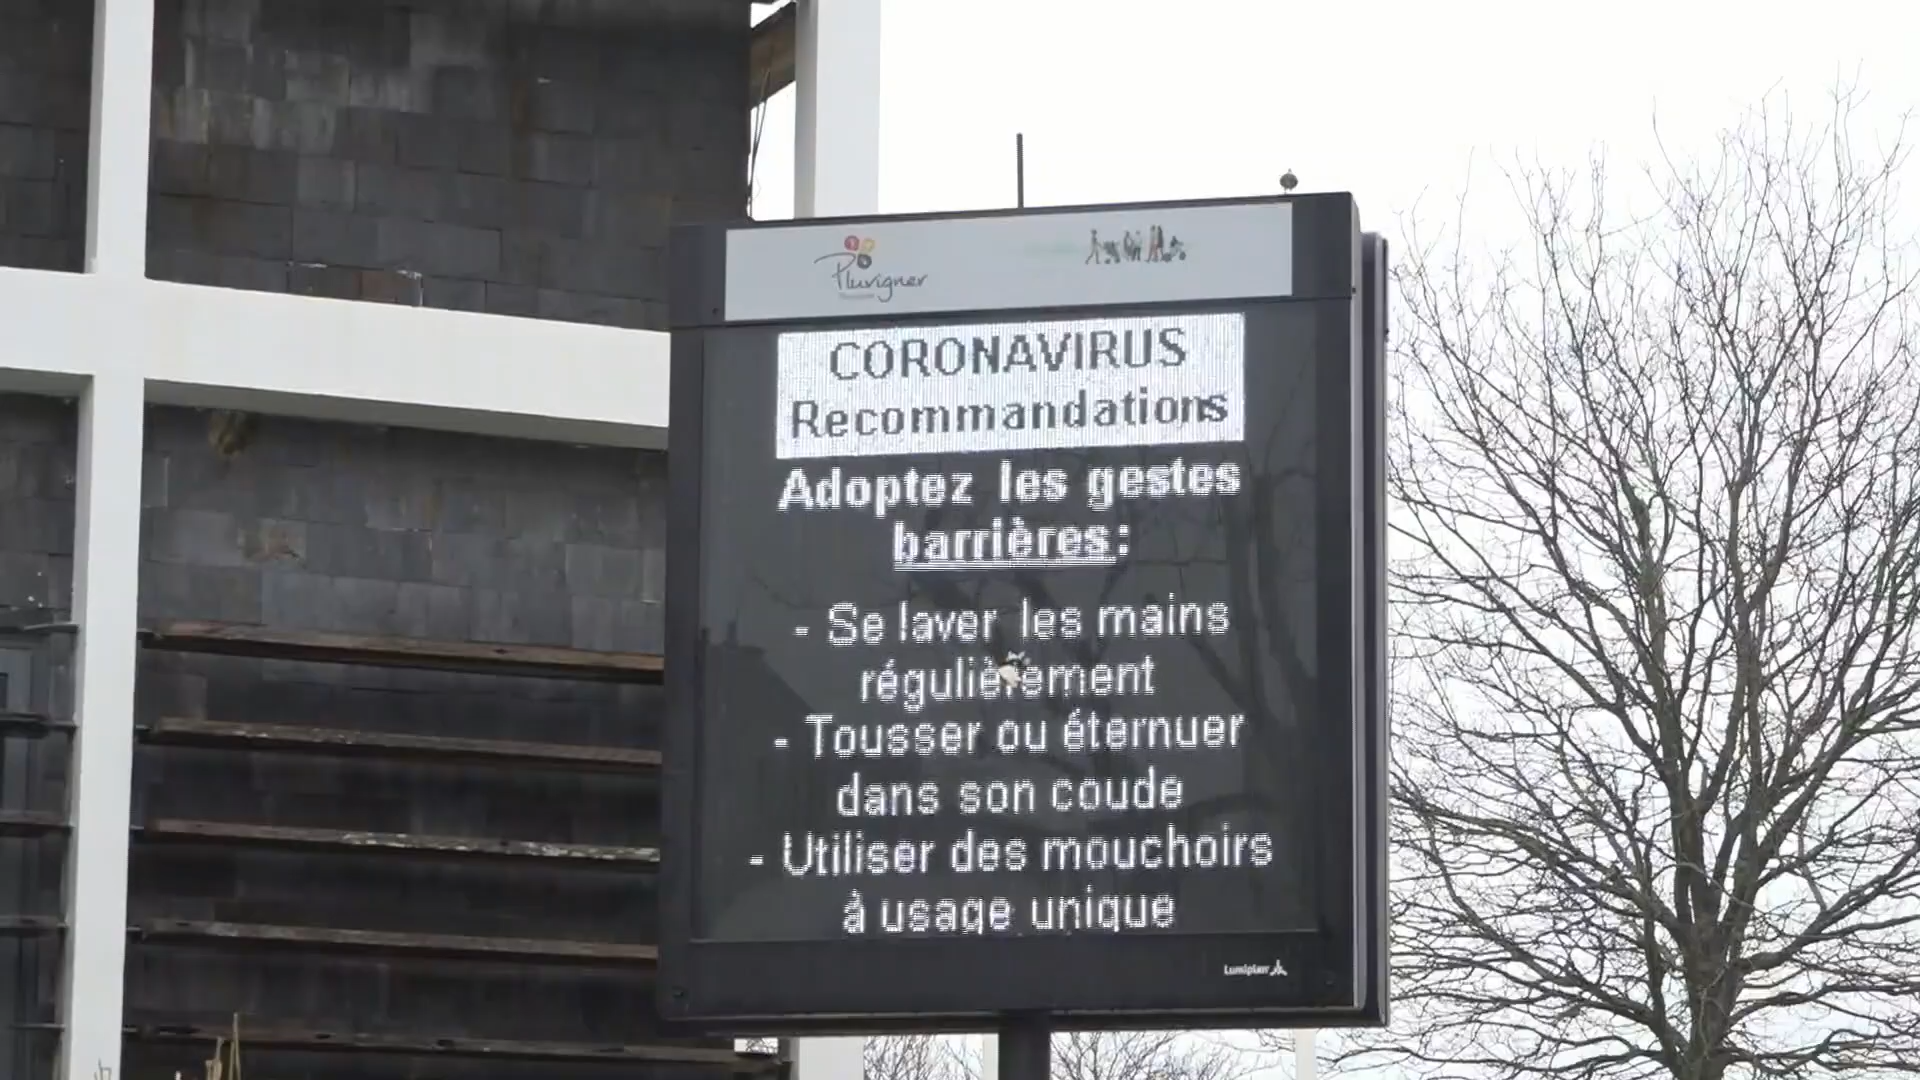 Pluvigner
CORONAVIRUS
Recommandations
Adoptez les gestes
barrières:
- Se laver les mains
régulièrement
- Tousser ou éternuer
dans son coude
- Utiliser des mouchoirs
à usage unique
Lumiplan